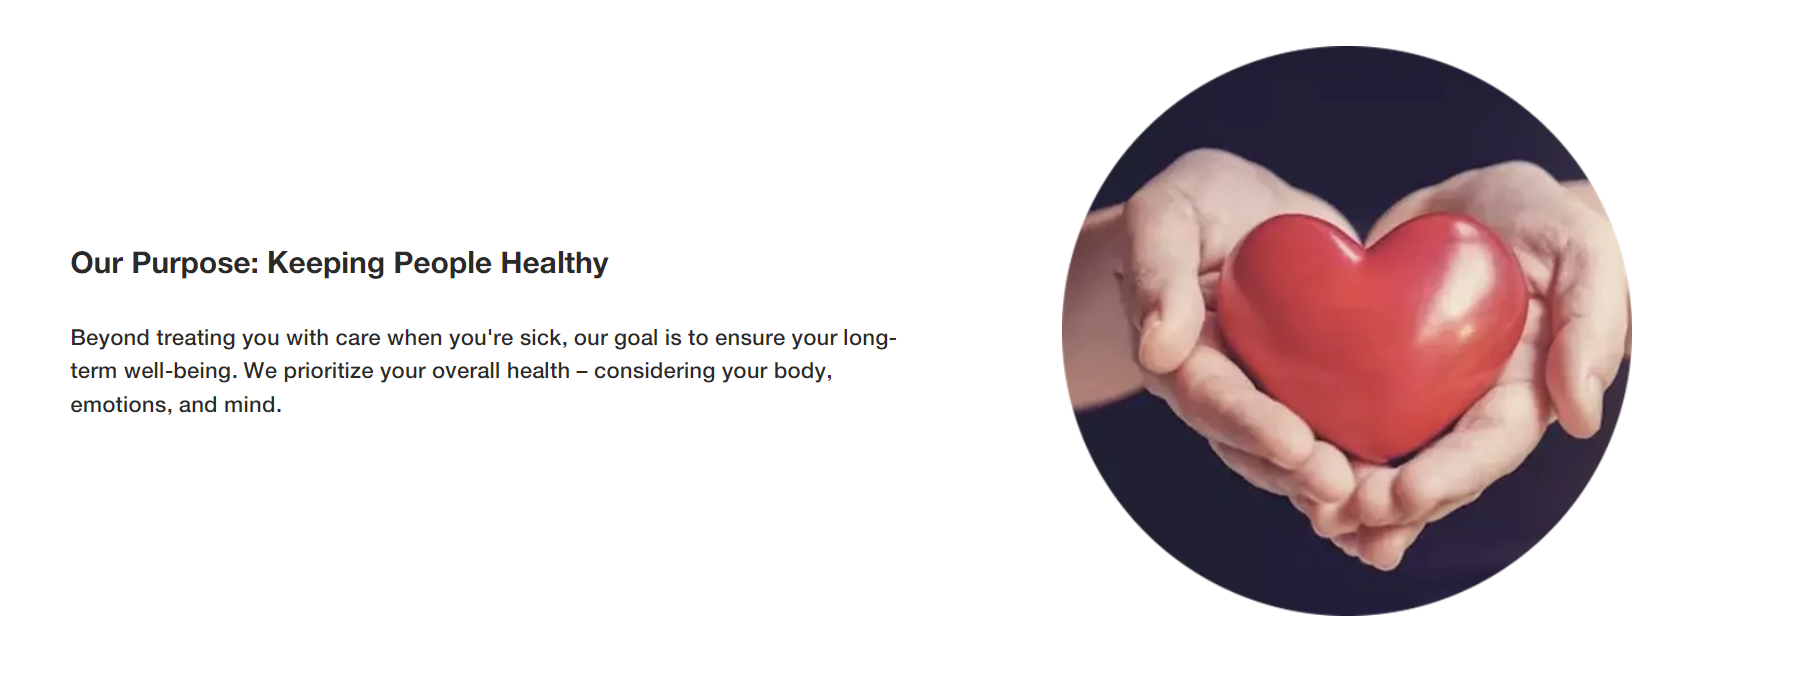 Our Purpose: Keeping People Healthy
Beyond treating you with care when you're sick, our goal is to ensure your long-
term well-being. We prioritize your overall health – considering your body,
emotions, and mind.